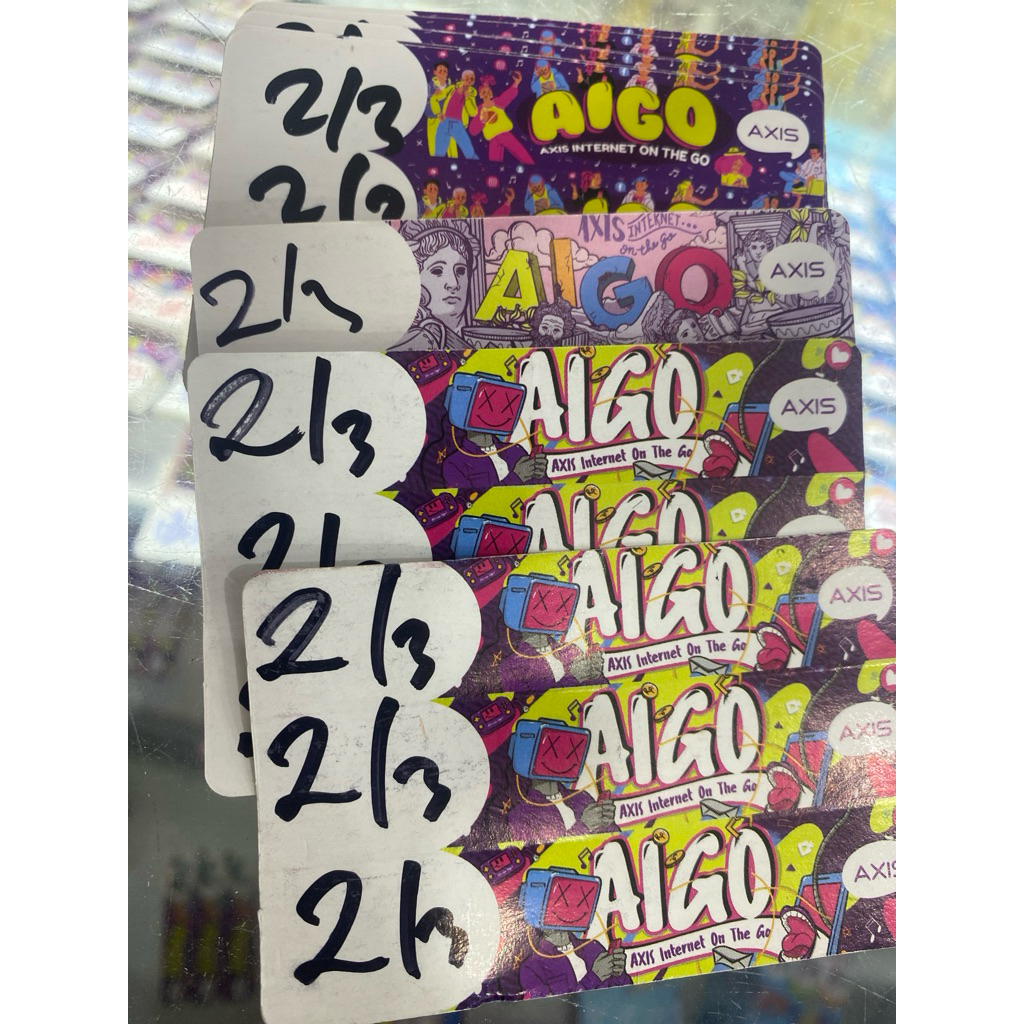 2/3
AIGO
AXIS
AXIS INTERNET ON THE GO
AXIS INTERNET...
on-the go
2/3
AIGO
AXIS
2/3
AIGO
AXIS
AXIS Internet On The Go
AIGO
2/3
AIGO
AXIS
AXIS Internet On The Go
2/3
AIGO
AXIS
AXIS Internet On The Go
2/3
AIGO
AXIS
AXIS Internet On The Go